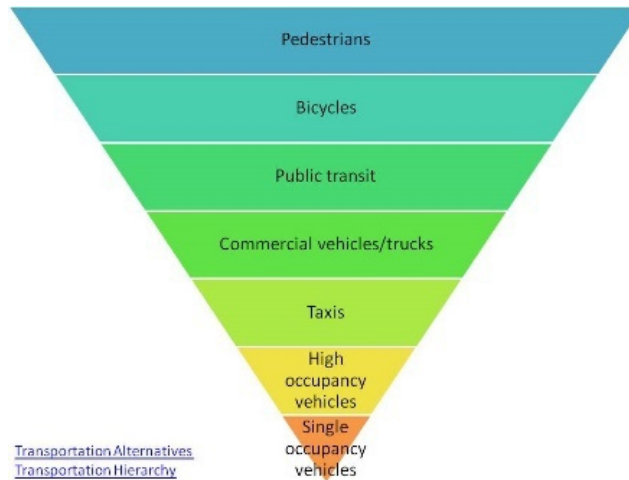 Pedestrians
Bicycles
Public transit
Commercial vehicles/trucks
Taxis
High
occupancy
vehicles
Single
occupancy
vehicles
Transportation Alternatives
Transportation Hierarchy